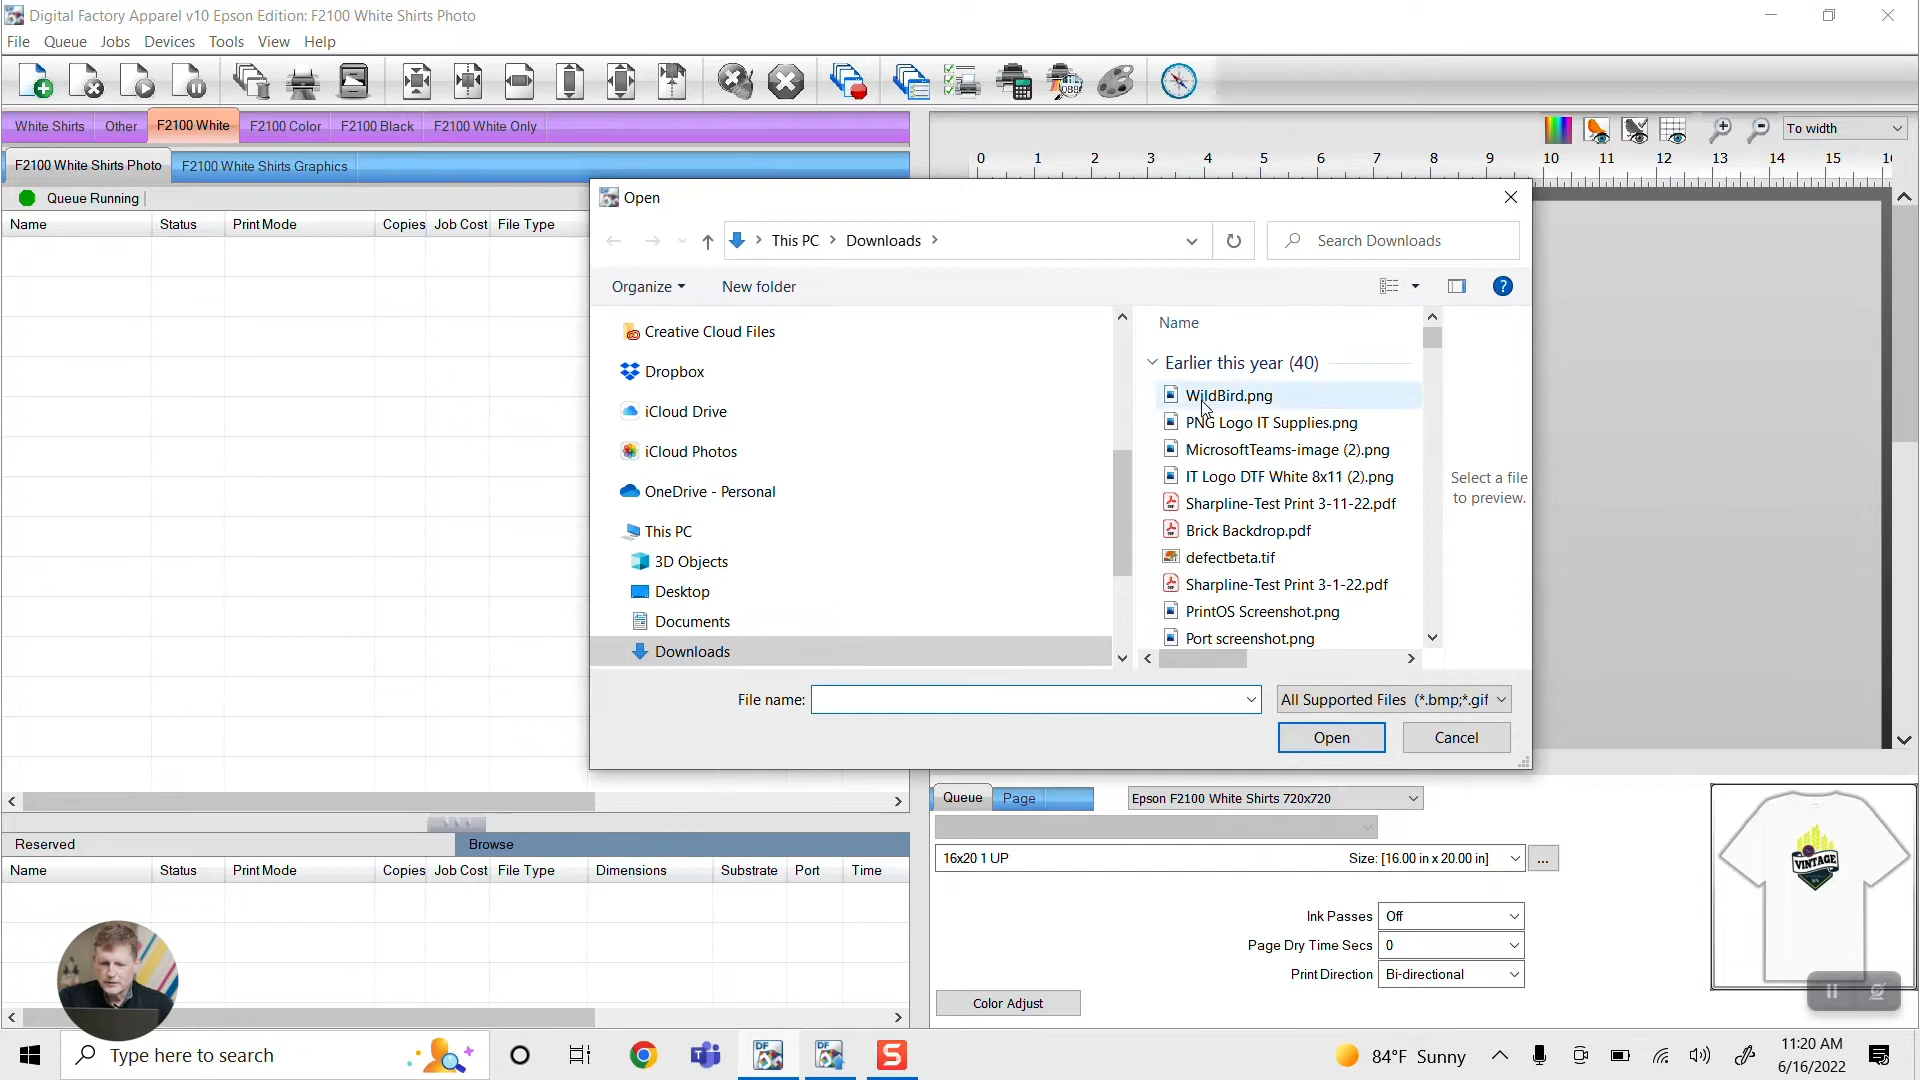 Digital Factory Apparel v10 Epson Edition: F2100 White Shirts Photo
File Queue Jobs Devices Tools View Help
White Shirts Other F2100 White F2100 Color F2100 Black F2100 White Only
To width
F2100 White Shirts Photo F2100 White Shirts Graphics
0 1 2 3 4 5 6 7 8 9 10 11 12 13 14 15
Queue Running
Name Status Print Mode Copies Job Cost File Type
Open
This PC Downloads
Search Downloads
Organize New folder
Creative Cloud Files
Dropbox
iCloud Drive
iCloud Photos
OneDrive - Personal
This PC
3D Objects
Desktop
Documents
Downloads
Name
Earlier this year (40)
WildBird.png
PNG Logo IT Supplies.png
MicrosoftTeams-image (2).png
IT Logo DTF White 8x11 (2).png
Sharpline-Test Print 3-11-22.pdf
Brick Backdrop.pdf
defectbeta.tif
Sharpline-Test Print 3-1-22.pdf
PrintOS Screenshot.png
Port screenshot.png
Select a file
to preview.
File name:
All Supported Files (*.bmp;*.gif
Open Cancel
Queue Page Epson F2100 White Shirts 720x720
16x20 1 UP Size: [16.00 in x 20.00 in] ...
Ink Passes Off
Page Dry Time Secs 0
Print Direction Bi-directional
Color Adjust
VINTAGE
Reserved Browse
Name Status Print Mode Copies Job Cost File Type Dimensions Substrate Port Time
Type here to search
84°F Sunny
11:20 AM
6/16/2022